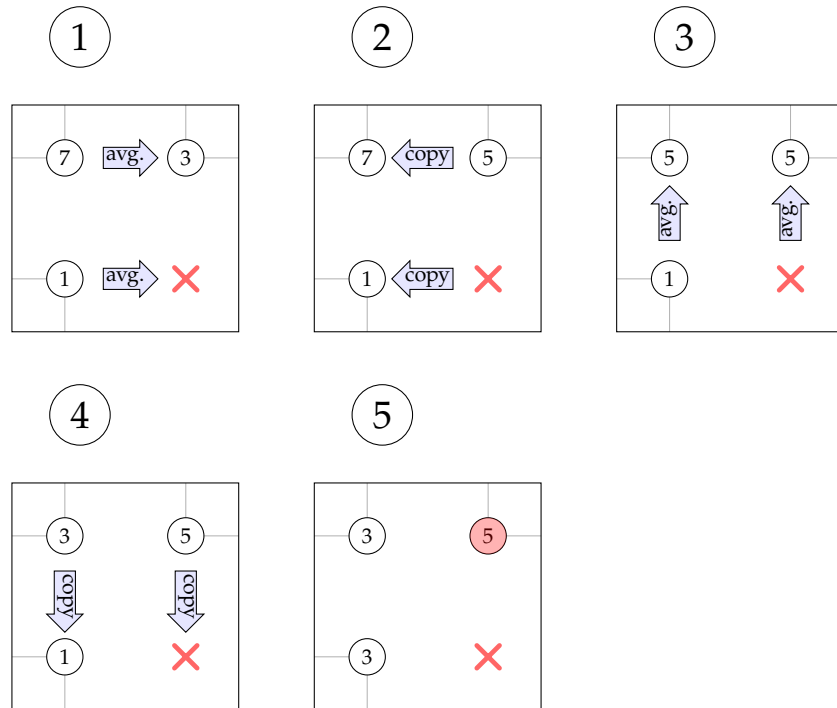 1 2 3
7 avg. 3
1 avg.
7 copy 5
1 copy
5 5
avg. avg.
1
4 5
3 5
copy copy
1
3 5
3